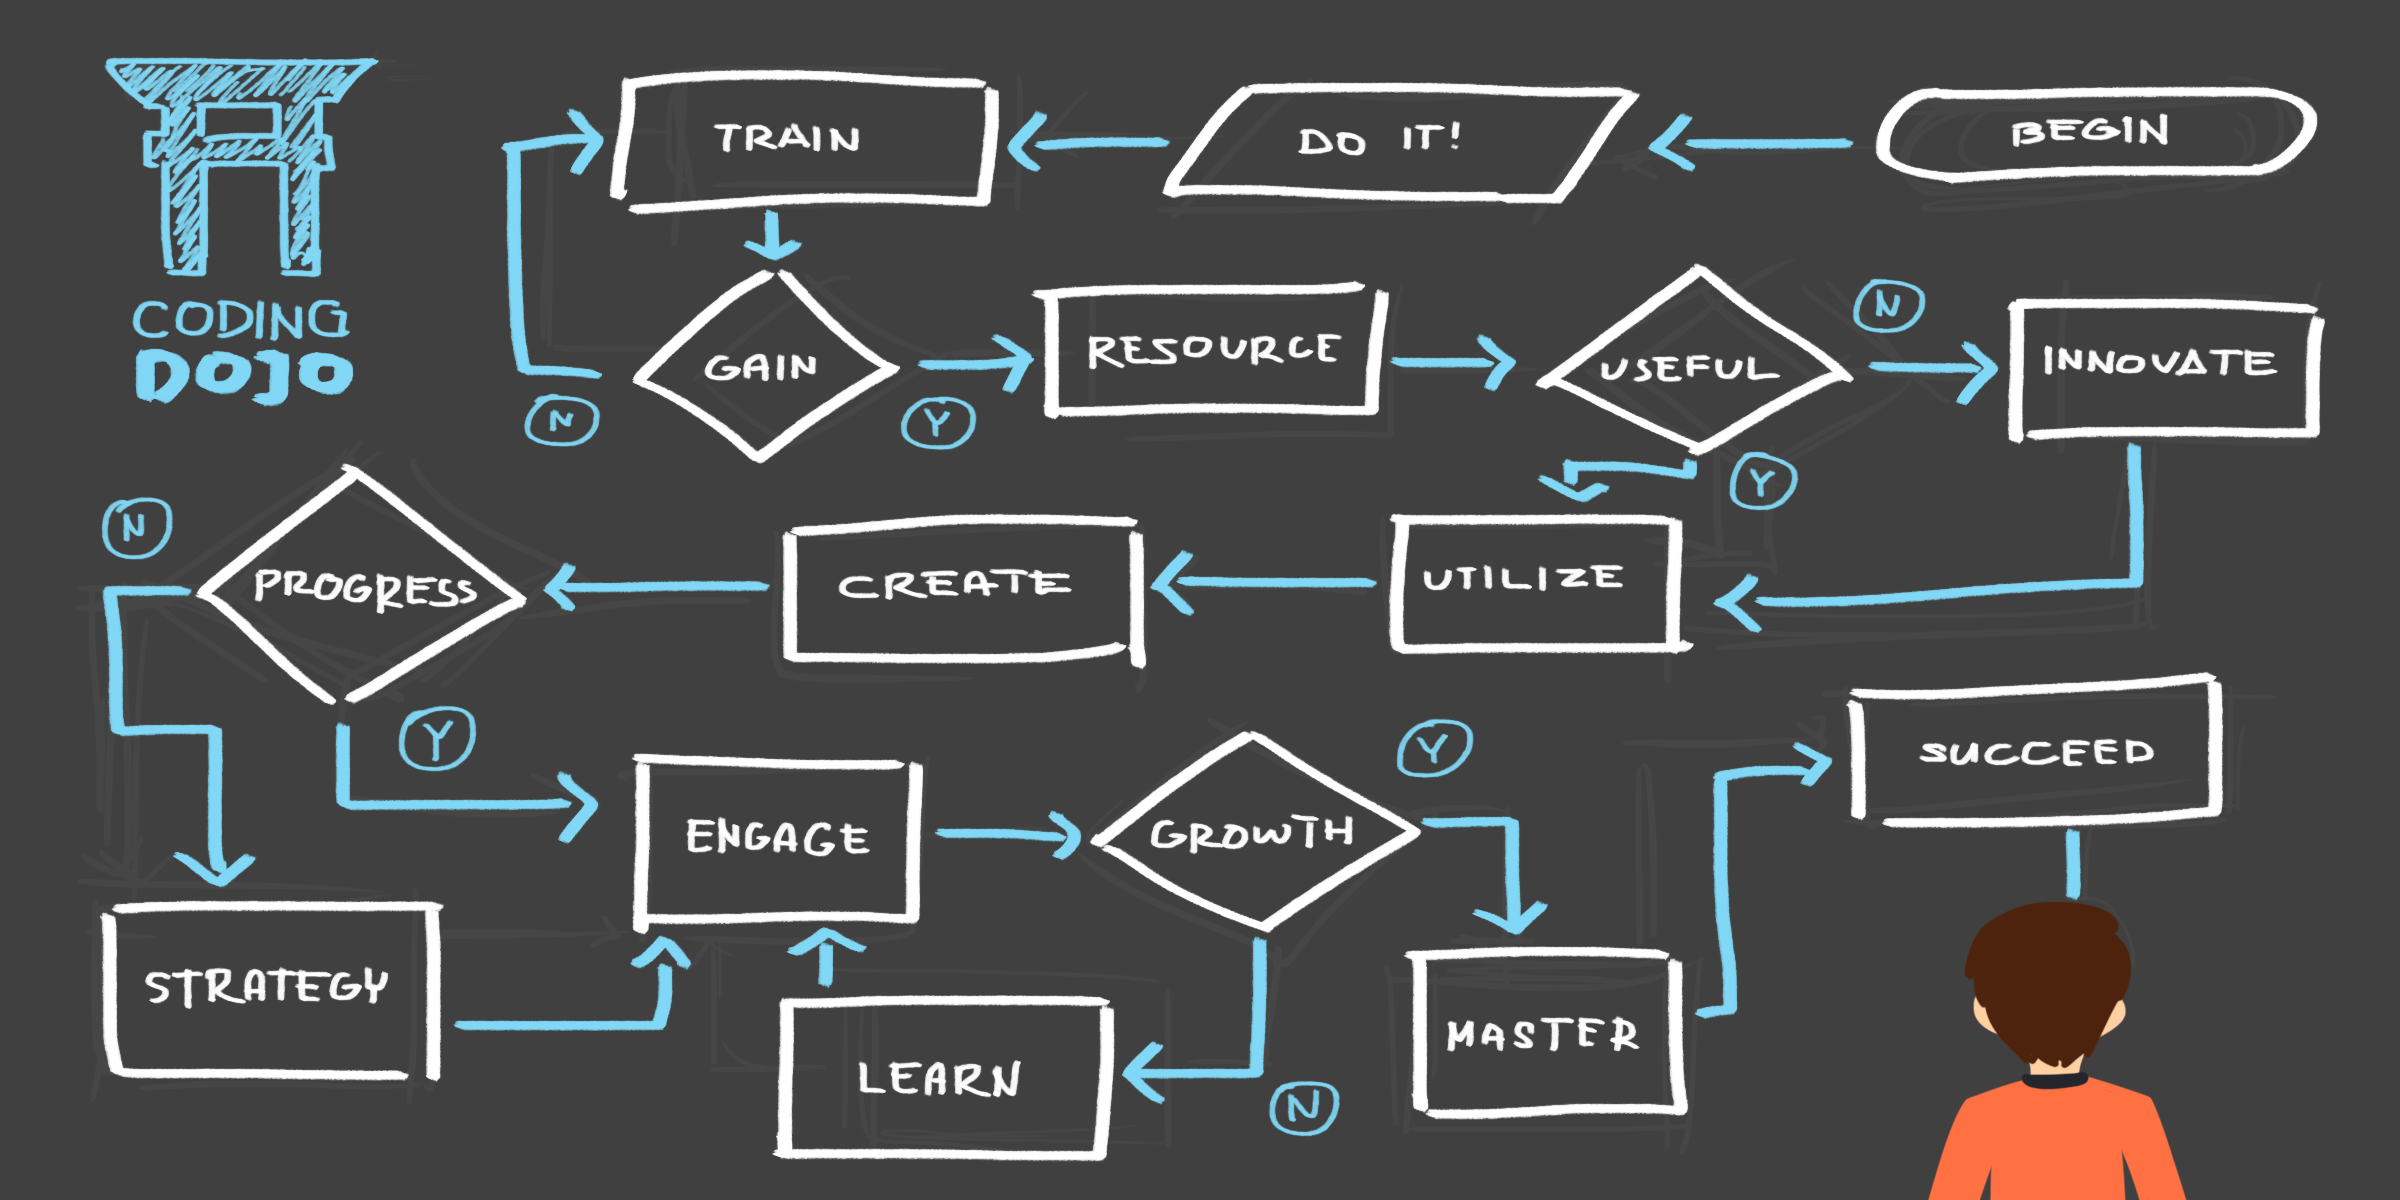 CODING
DOJO
BEGIN
DO IT!
TRAIN
GAIN
N
Y
RESOURCE
USEFUL
N
Y
INNOVATE
UTILIZE
CREATE
PROGRESS
N
Y
STRATEGY
ENGAGE
GROWTH
Y
N
LEARN
MASTER
SUCCEED